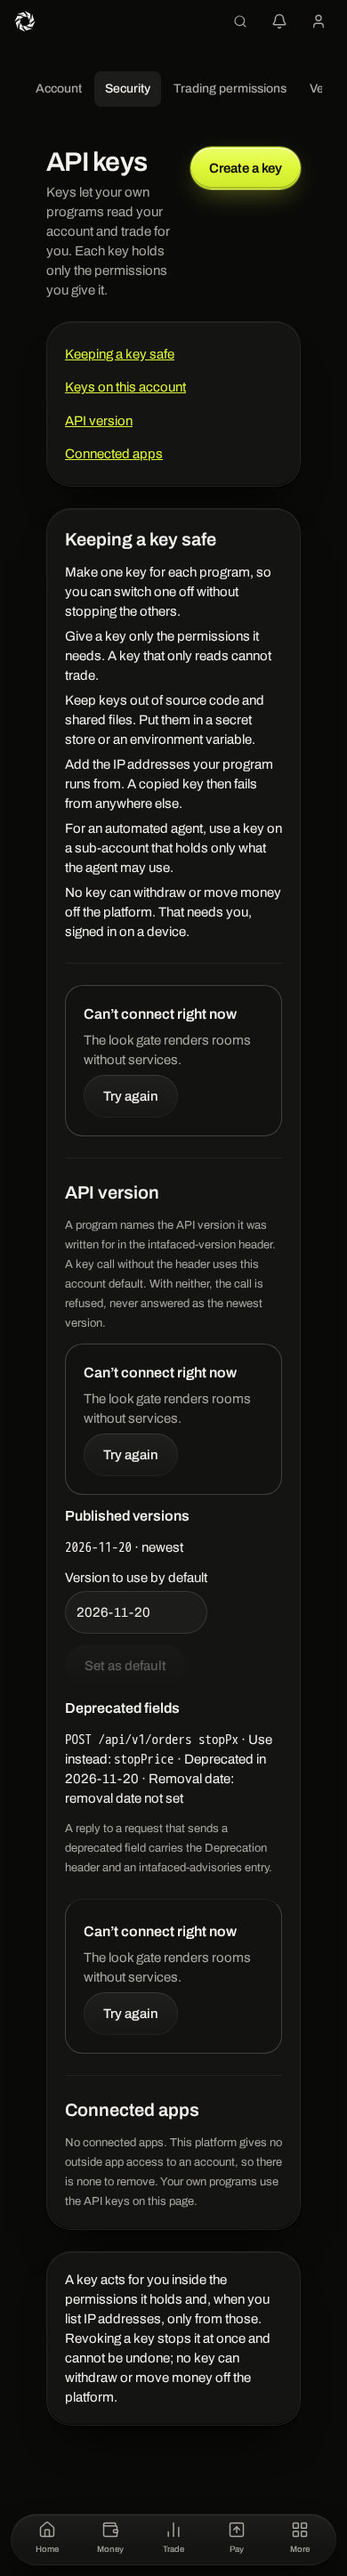 Account Security Trading permissions Ve
API keys
Create a key
Keys let your own
programs read your
account and trade for
you. Each key holds
only the permissions
you give it.
Keeping a key safe
Keys on this account
API version
Connected apps
Keeping a key safe
Make one key for each program, so
you can switch one off without
stopping the others.
Give a key only the permissions it
needs. A key that only reads cannot
trade.
Keep keys out of source code and
shared files. Put them in a secret
store or an environment variable.
Add the IP addresses your program
runs from. A copied key then fails
from anywhere else.
For an automated agent, use a key on
a sub-account that holds only what
the agent may use.
No key can withdraw or move money
off the platform. That needs you,
signed in on a device.
Can’t connect right now
The look gate renders rooms
without services.
Try again
API version
A program names the API version it was
written for in the intafaced-version header.
A key call without the header uses this
account default. With neither, the call is
refused, never answered as the newest
version.
Can’t connect right now
The look gate renders rooms
without services.
Try again
Published versions
2026-11-20 · newest
Version to use by default
2026-11-20
Set as default
Deprecated fields
POST /api/v1/orders stopPx · Use
instead: stopPrice · Deprecated in
2026-11-20 · Removal date:
removal date not set
A reply to a request that sends a
deprecated field carries the Deprecation
header and an intafaced-advisories entry.
Can’t connect right now
The look gate renders rooms
without services.
Try again
Connected apps
No connected apps. This platform gives no
outside app access to an account, so there
is none to remove. Your own programs use
the API keys on this page.
A key acts for you inside the
permissions it holds and, when you
list IP addresses, only from those.
Revoking a key stops it at once and
cannot be undone; no key can
withdraw or move money off the
platform.
Home Money Trade Pay More